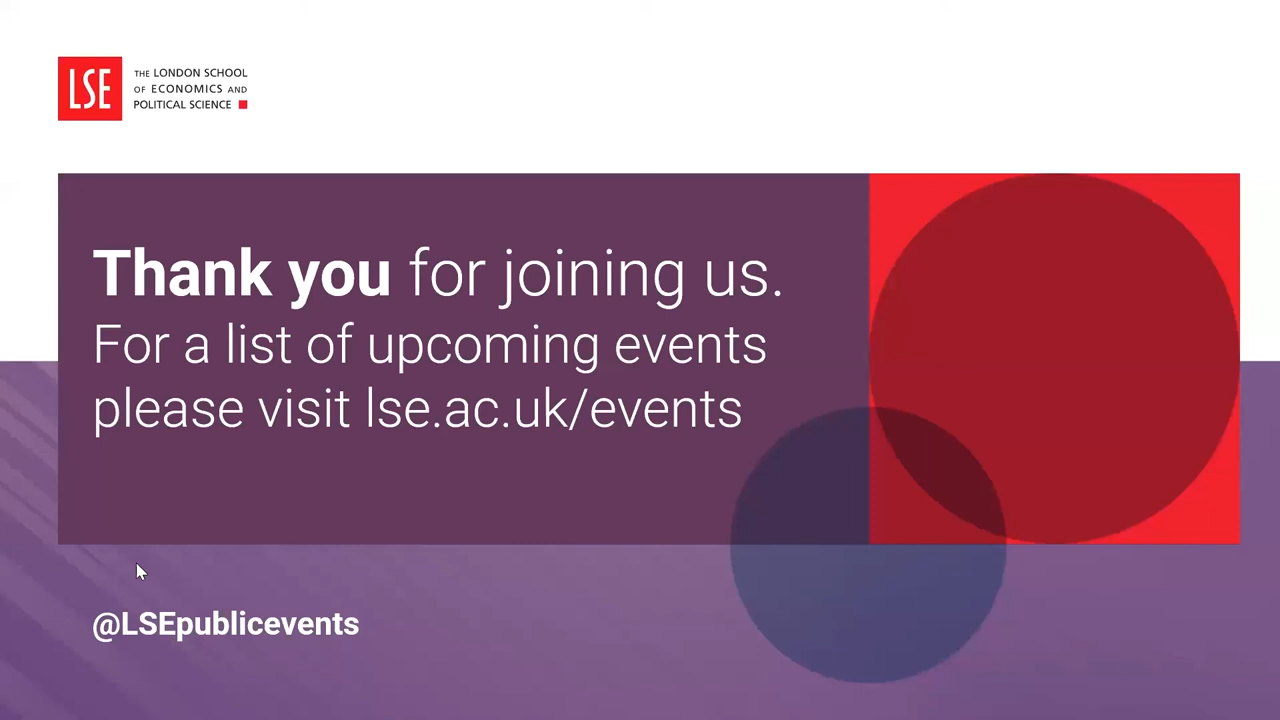 LSE
THE LONDON SCHOOL
OF ECONOMICS AND
POLITICAL SCIENCE
Thank you for joining us.
For a list of upcoming events
please visit lse.ac.uk/events
@LSEpublicevents